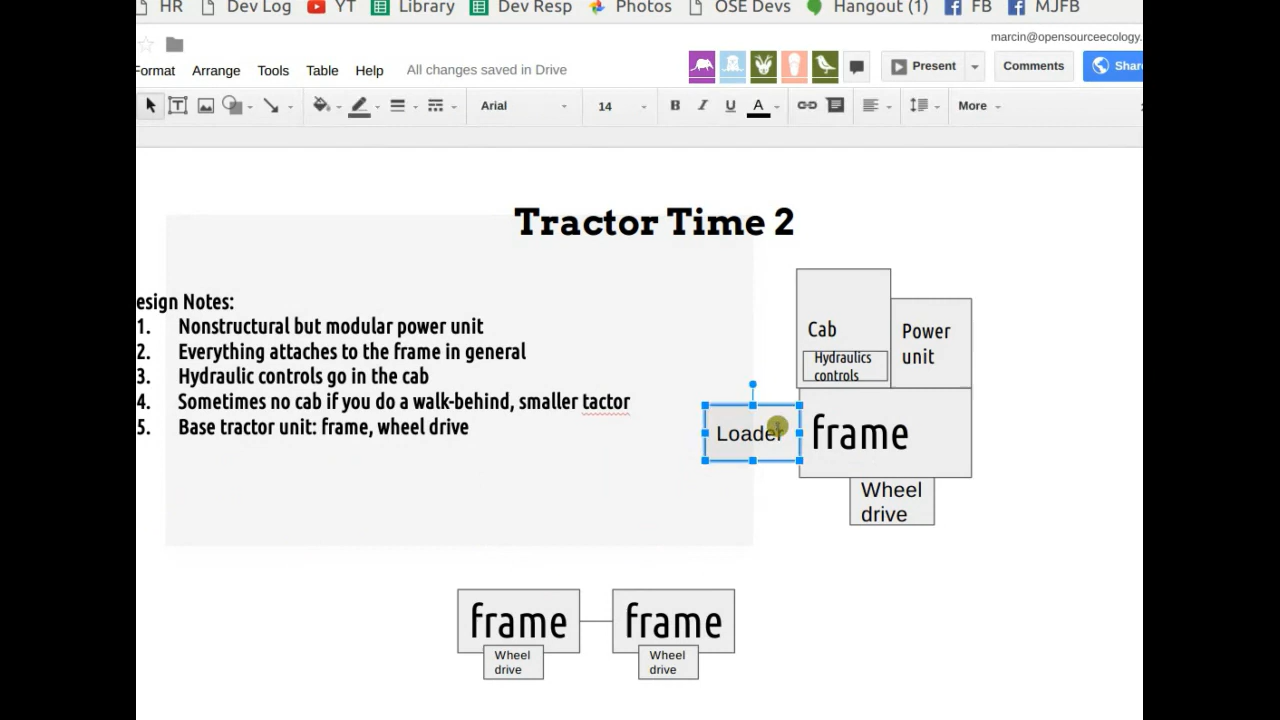 HR Dev Log YT Library Dev Resp Photos OSE Devs Hangout (1) FB MJFB
marcin@opensourceecology.
Format Arrange Tools Table Help All changes saved in Drive Present Comments Shar
Arial 14 B I U A More
Tractor Time 2
esign Notes:
1. Nonstructural but modular power unit
2. Everything attaches to the frame in general
3. Hydraulic controls go in the cab
4. Sometimes no cab if you do a walk-behind, smaller tactor
5. Base tractor unit: frame, wheel drive
Cab
Hydraulics
controls
Power
unit
Loader
frame
Wheel
drive
frame
Wheel
drive
frame
Wheel
drive